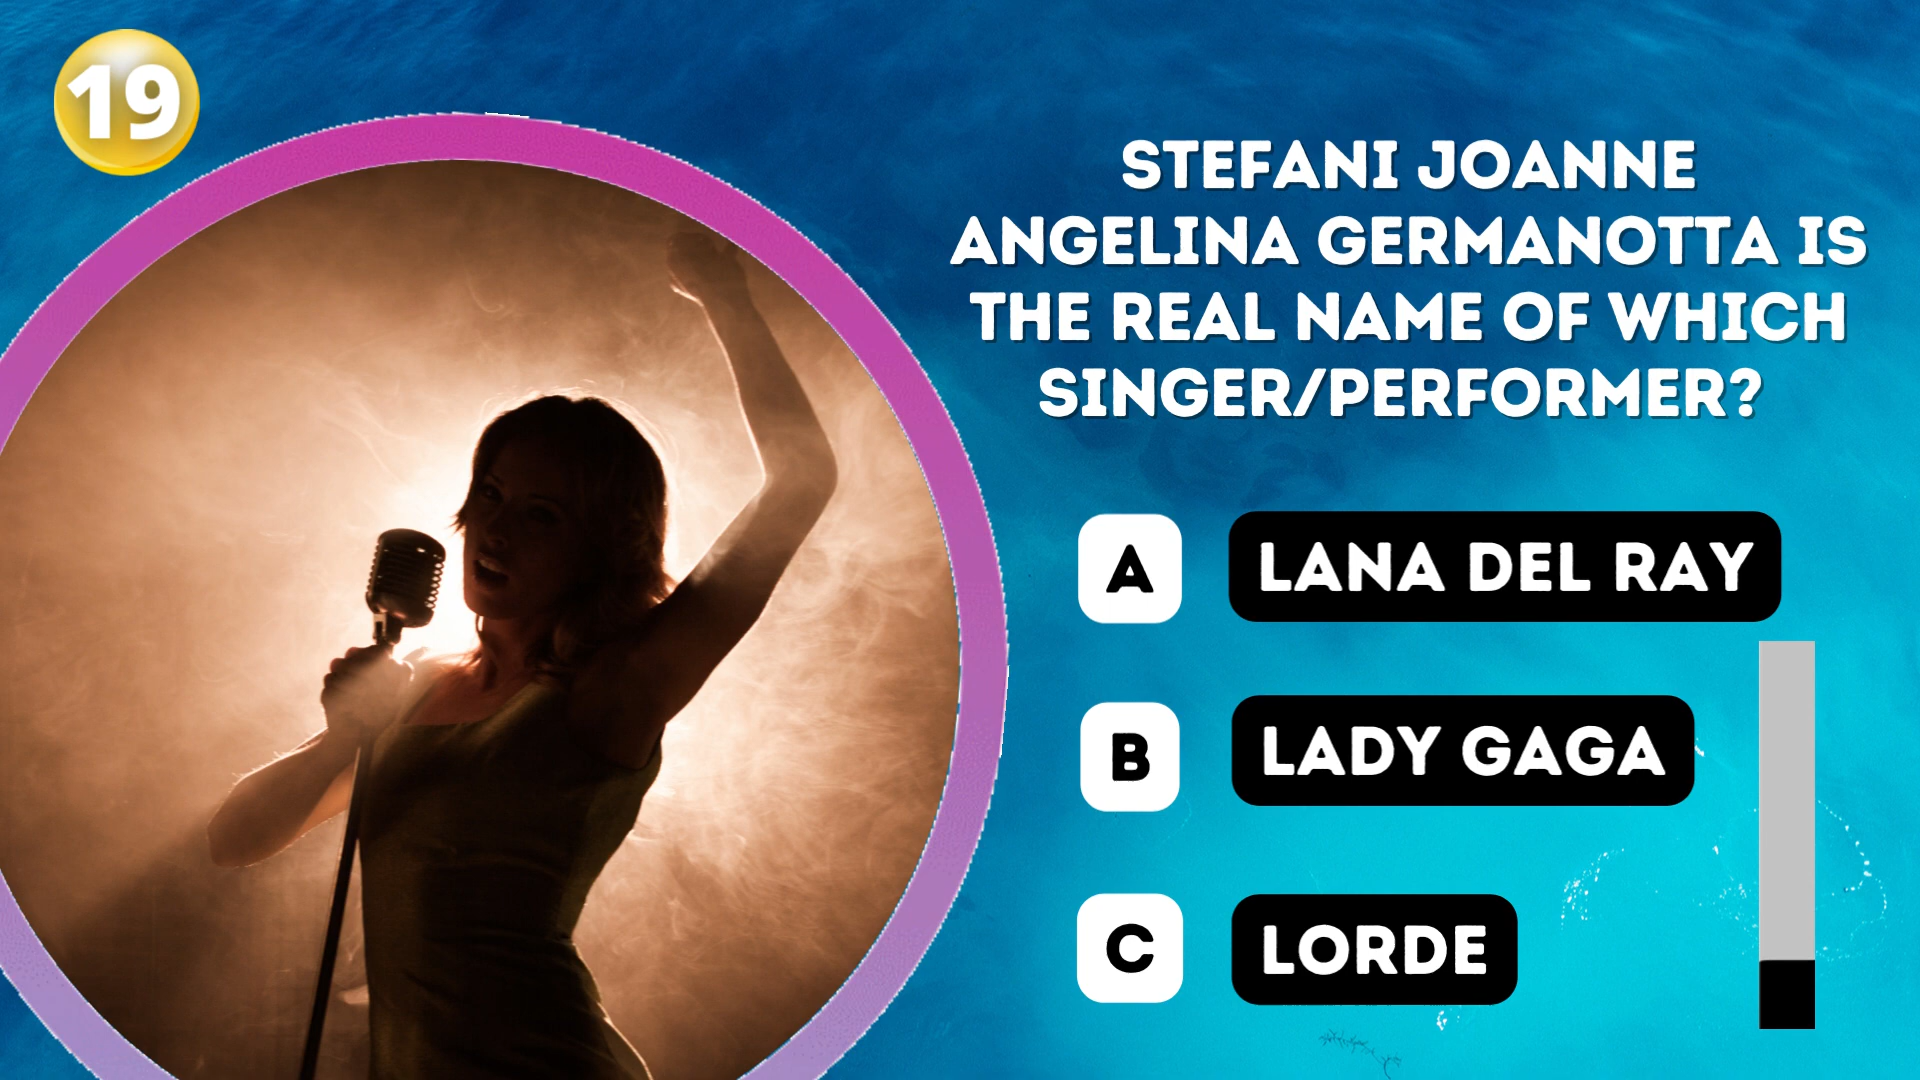 19
STEFANI JOANNE
ANGELINA GERMANOTTA IS
THE REAL NAME OF WHICH
SINGER/PERFORMER?
A LANA DEL RAY
B LADY GAGA
C LORDE